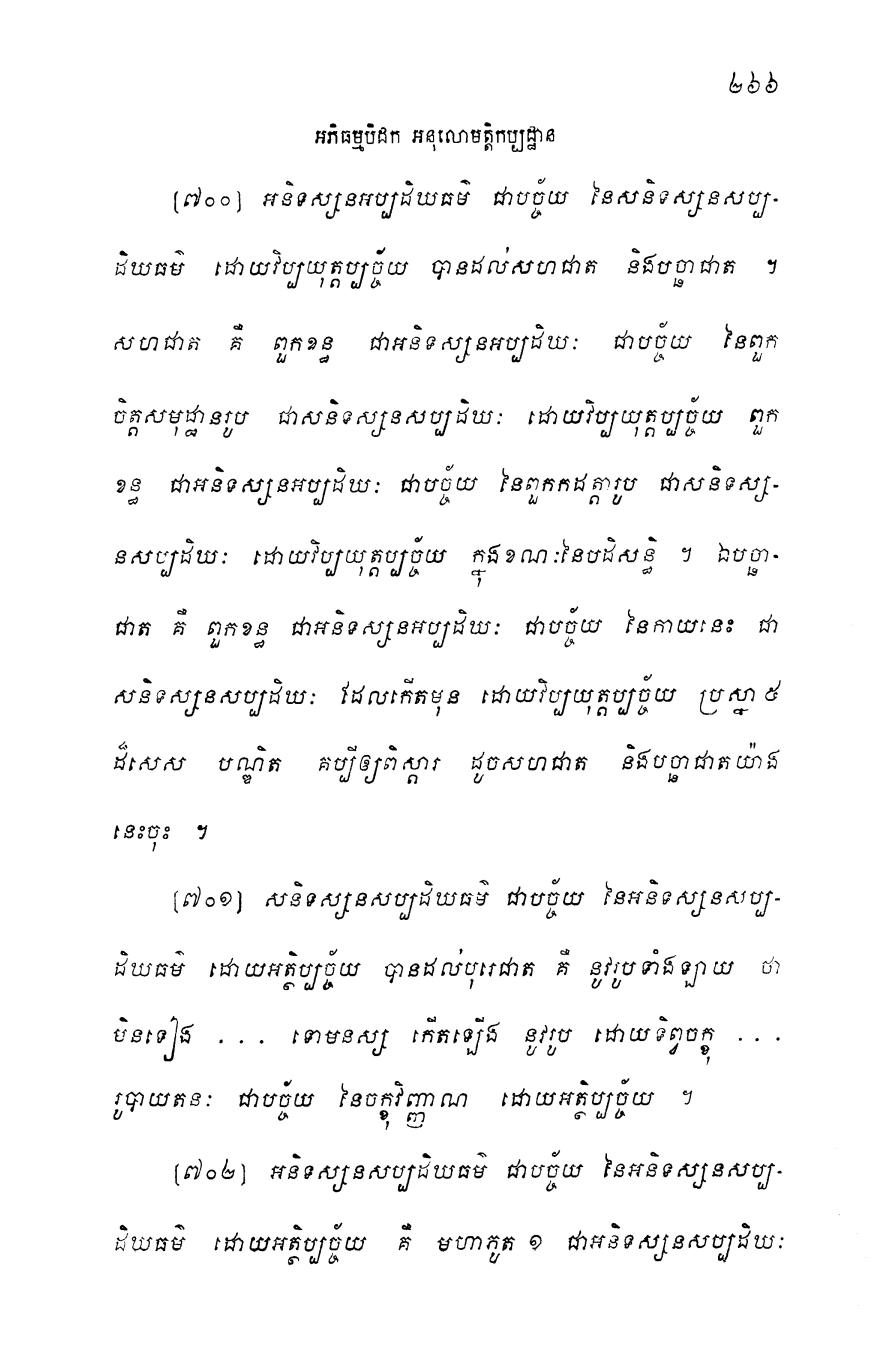 ២៦៦
អភិធម្មបិដក អនុលោមត្តិកប្បដ្ឋាន
[៧០០] អនិទស្សនអប្បដិឃធម៌ ជាបច្ច័យ នៃសនិទស្សនសប្ប-
ដិឃធម៌ ដោយវិប្បយុត្តប្បច្ច័យ បានដល់សហជាត និងបច្ឆាជាត ។
សហជាត គឺ ពួកខន្ធ ជាអនិទស្សនអប្បដិឃៈ ជាបច្ច័យ នៃពួក
ចិត្តសមុដ្ឋានរូប ជាសនិទស្សនសប្បដិឃៈ ដោយវិប្បយុត្តប្បច្ច័យ ពួក
ខន្ធ ជាអនិទស្សនអប្បដិឃៈ ជាបច្ច័យ នៃពួកកដត្តារូប ជាសនិទស្ស-
នសប្បដិឃៈ ដោយវិប្បយុត្តប្បច្ច័យ ក្នុងខណៈនៃបដិសន្ធិ ។ ឯបច្ឆា-
ជាត គឺ ពួកខន្ធ ជាអនិទស្សនអប្បដិឃៈ ជាបច្ច័យ នៃកាយនេះ ជា
សនិទស្សនសប្បដិឃៈ ដែលកើតមុន ដោយវិប្បយុត្តប្បច្ច័យ ប្រស្នា ៥
ដ៏សេស បណ្ឌិត គប្បីឲ្យពិស្តារ ដូចសហជាត និងបច្ឆាជាតយ៉ាង
នេះចុះ ។
[៧០១] សនិទស្សនសប្បដិឃធម៌ ជាបច្ច័យ នៃអនិទស្សនសប្ប-
ដិឃធម៌ ដោយអត្ថិប្បច្ច័យ បានដល់បុរេជាត គឺ នូវរូបទាំងឡាយ ថា
មិនទៀង . . . ទោមនស្ស កើតឡើង នូវរូប ដោយទិព្វចក្ខុ . . .
រូបាយតនៈ ជាបច្ច័យ នៃចក្ខុវិញ្ញាណ ដោយអត្ថិប្បច្ច័យ ។
[៧០២] អនិទស្សនសប្បដិឃធម៌ ជាបច្ច័យ នៃអនិទស្សនសប្ប-
ដិឃធម៌ ដោយអត្ថិប្បច្ច័យ គឺ មហាភូត ១ ជាអនិទស្សនសប្បដិឃៈ